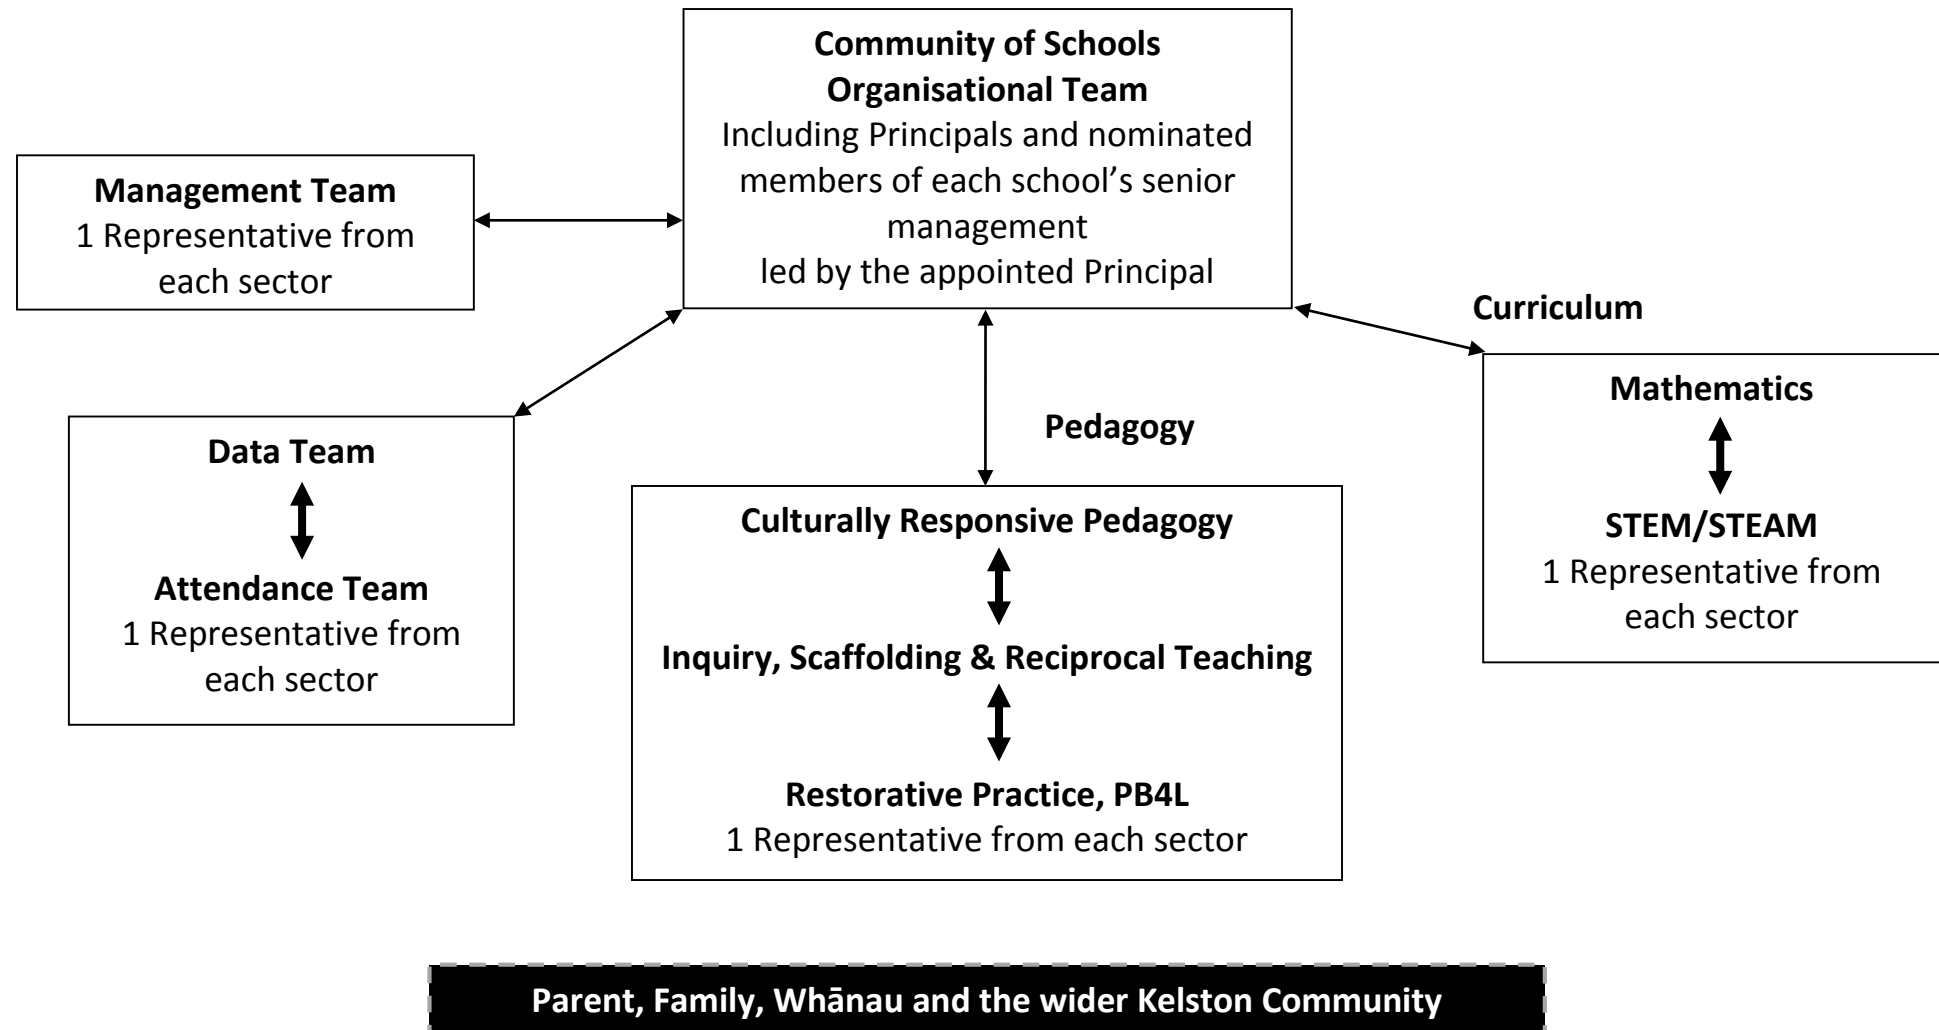 Community of Schools
Organisational Team
Including Principals and nominated
members of each school’s senior
management
led by the appointed Principal
Management Team
1 Representative from
each sector
Curriculum
Mathematics
STEM/STEAM
1 Representative from
each sector
Pedagogy
Data Team
Attendance Team
1 Representative from
each sector
Culturally Responsive Pedagogy
Inquiry, Scaffolding & Reciprocal Teaching
Restorative Practice, PB4L
1 Representative from each sector
Parent, Family, Whānau and the wider Kelston Community